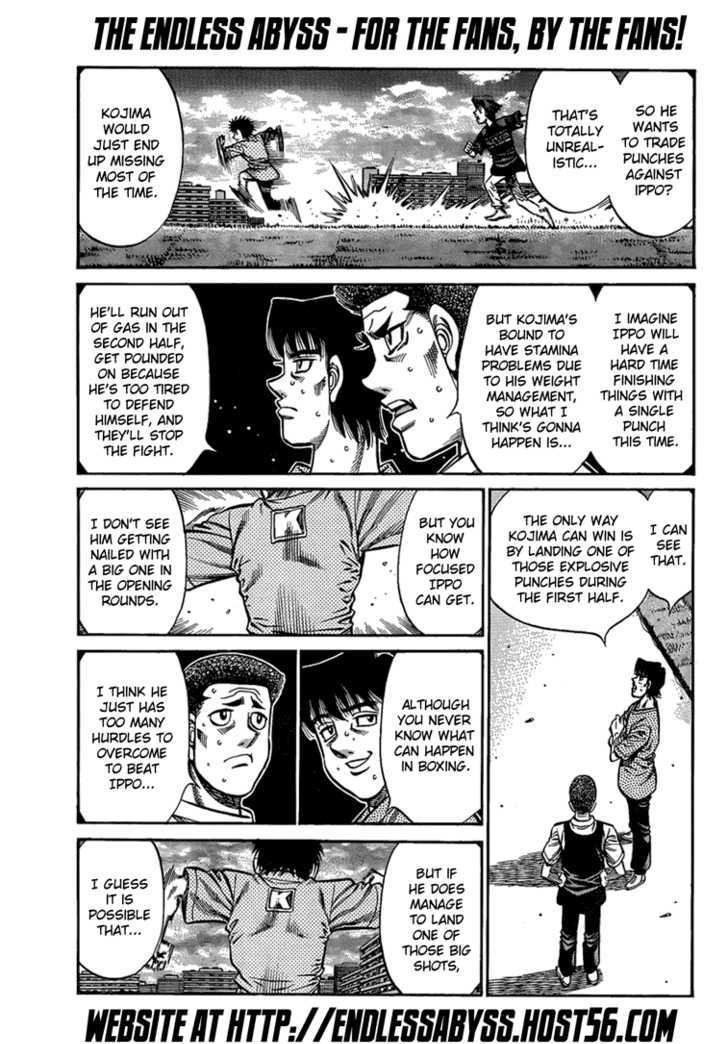 THE ENDLESS ABYSS - FOR THE FANS, BY THE FANS!
SO HE
WANTS
TO TRADE
PUNCHES
AGAINST
IPPO?
THAT'S
TOTALLY
UNREAL-
ISTIC...
KOJIMA
WOULD
JUST END
UP MISSING
MOST OF
THE TIME.
I IMAGINE
IPPO WILL
HAVE A
HARD TIME
FINISHING
THINGS WITH
A SINGLE
PUNCH
THIS TIME.
BUT KOJIMA'S
BOUND TO
HAVE STAMINA
PROBLEMS DUE
TO HIS WEIGHT
MANAGEMENT,
SO WHAT I
THINK'S GONNA
HAPPEN IS...
HE'LL RUN OUT
OF GAS IN THE
SECOND HALF,
GET POUNDED
ON BECAUSE
HE'S TOO TIRED
TO DEFEND
HIMSELF, AND
THEY'LL STOP
THE FIGHT.
I CAN
SEE
THAT.
THE ONLY WAY
KOJIMA CAN WIN IS
BY LANDING ONE OF
THOSE EXPLOSIVE
PUNCHES DURING
THE FIRST HALF.
BUT YOU
KNOW
HOW
FOCUSED
IPPO
CAN GET.
K
I DON'T SEE
HIM GETTING
NAILED WITH
A BIG ONE IN
THE OPENING
ROUNDS.
ALTHOUGH
YOU NEVER
KNOW WHAT
CAN HAPPEN
IN BOXING.
I THINK HE
JUST HAS
TOO MANY
HURDLES TO
OVERCOME
TO BEAT
IPPO...
BUT IF
HE DOES
MANAGE
TO LAND
ONE OF
THOSE BIG
SHOTS,
K
I GUESS
IT IS
POSSIBLE
THAT...
WEBSITE AT HTTP://ENDLESSABYSS.HOST56.COM